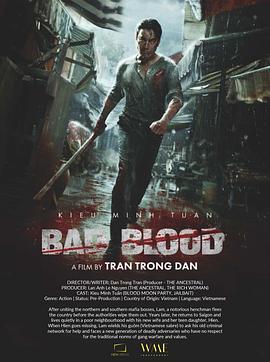 KIEU MINH TUAN
BAD BLOOD
A FILM BY TRAN TRONG DAN
DIRECTOR/WRITER: Dan Trong Tran (Producer - THE ANCESTRAL)
PRODUCER: Lan Anh Le Nguyen (THE ANCESTRAL, THE RICH WOMAN)
CAST: Kieu Minh Tuấn (BLOOD MOON PARTY, JAILBAIT)
Genre: Action | Status: Pre-Production | Country of Origin: Vietnam | Language: Vietnamese
After uniting the northern and southern mafia bosses, Lam, a notorious henchman fires
the country before the authorities wipe them out. Years later, he returns to Saigon and
lives quietly in a poor neighbourhood with his new wife and her teen daughter, Hien.
When Hien goes missing, Lam wields his guốm (Vietnamese sabre) to ask his old criminal
network for help and faces a new generation of deadly adversaries who have no respect
for the traditional norms of gang warfare and values.